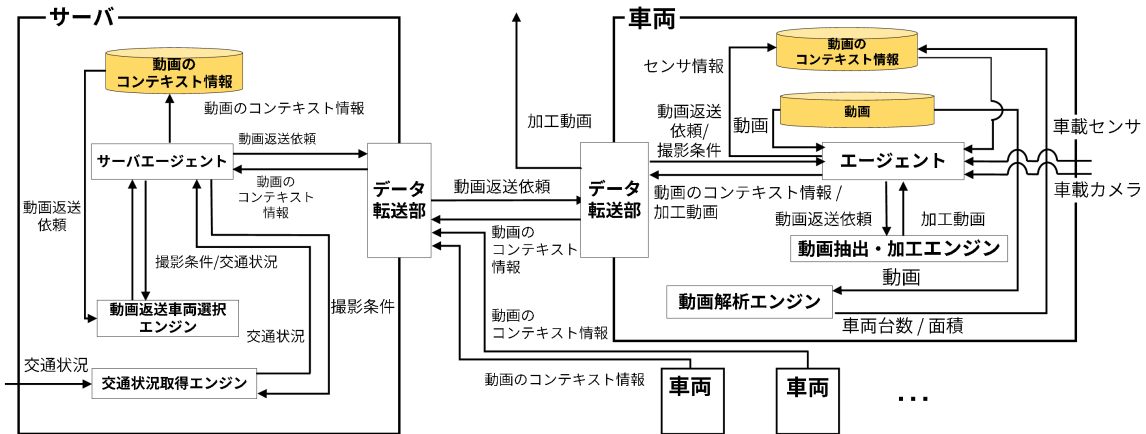 サーバ
動画の
コンテキスト情報
動画のコンテキスト情報
動画返送依頼
サーバエージェント
動画の
コンテキスト
情報
動画返送
依頼
撮影条件/交通状況
動画返送車両選択
エンジン
撮影条件
交通状況
交通状況
交通状況取得エンジン
データ
転送部
加工動画
動画返送依頼
動画の
コンテキスト
情報
動画の
コンテキスト情報
動画のコンテキスト情報
車両
動画の
コンテキスト情報
センサ情報
動画
動画返送
依頼/
撮影条件
動画
車載センサ
エージェント
車載カメラ
データ
転送部
動画のコンテキスト情報 /
加工動画
動画返送依頼
加工動画
動画抽出・加工エンジン
動画
動画解析エンジン
車両台数 / 面積
車両
車両
...